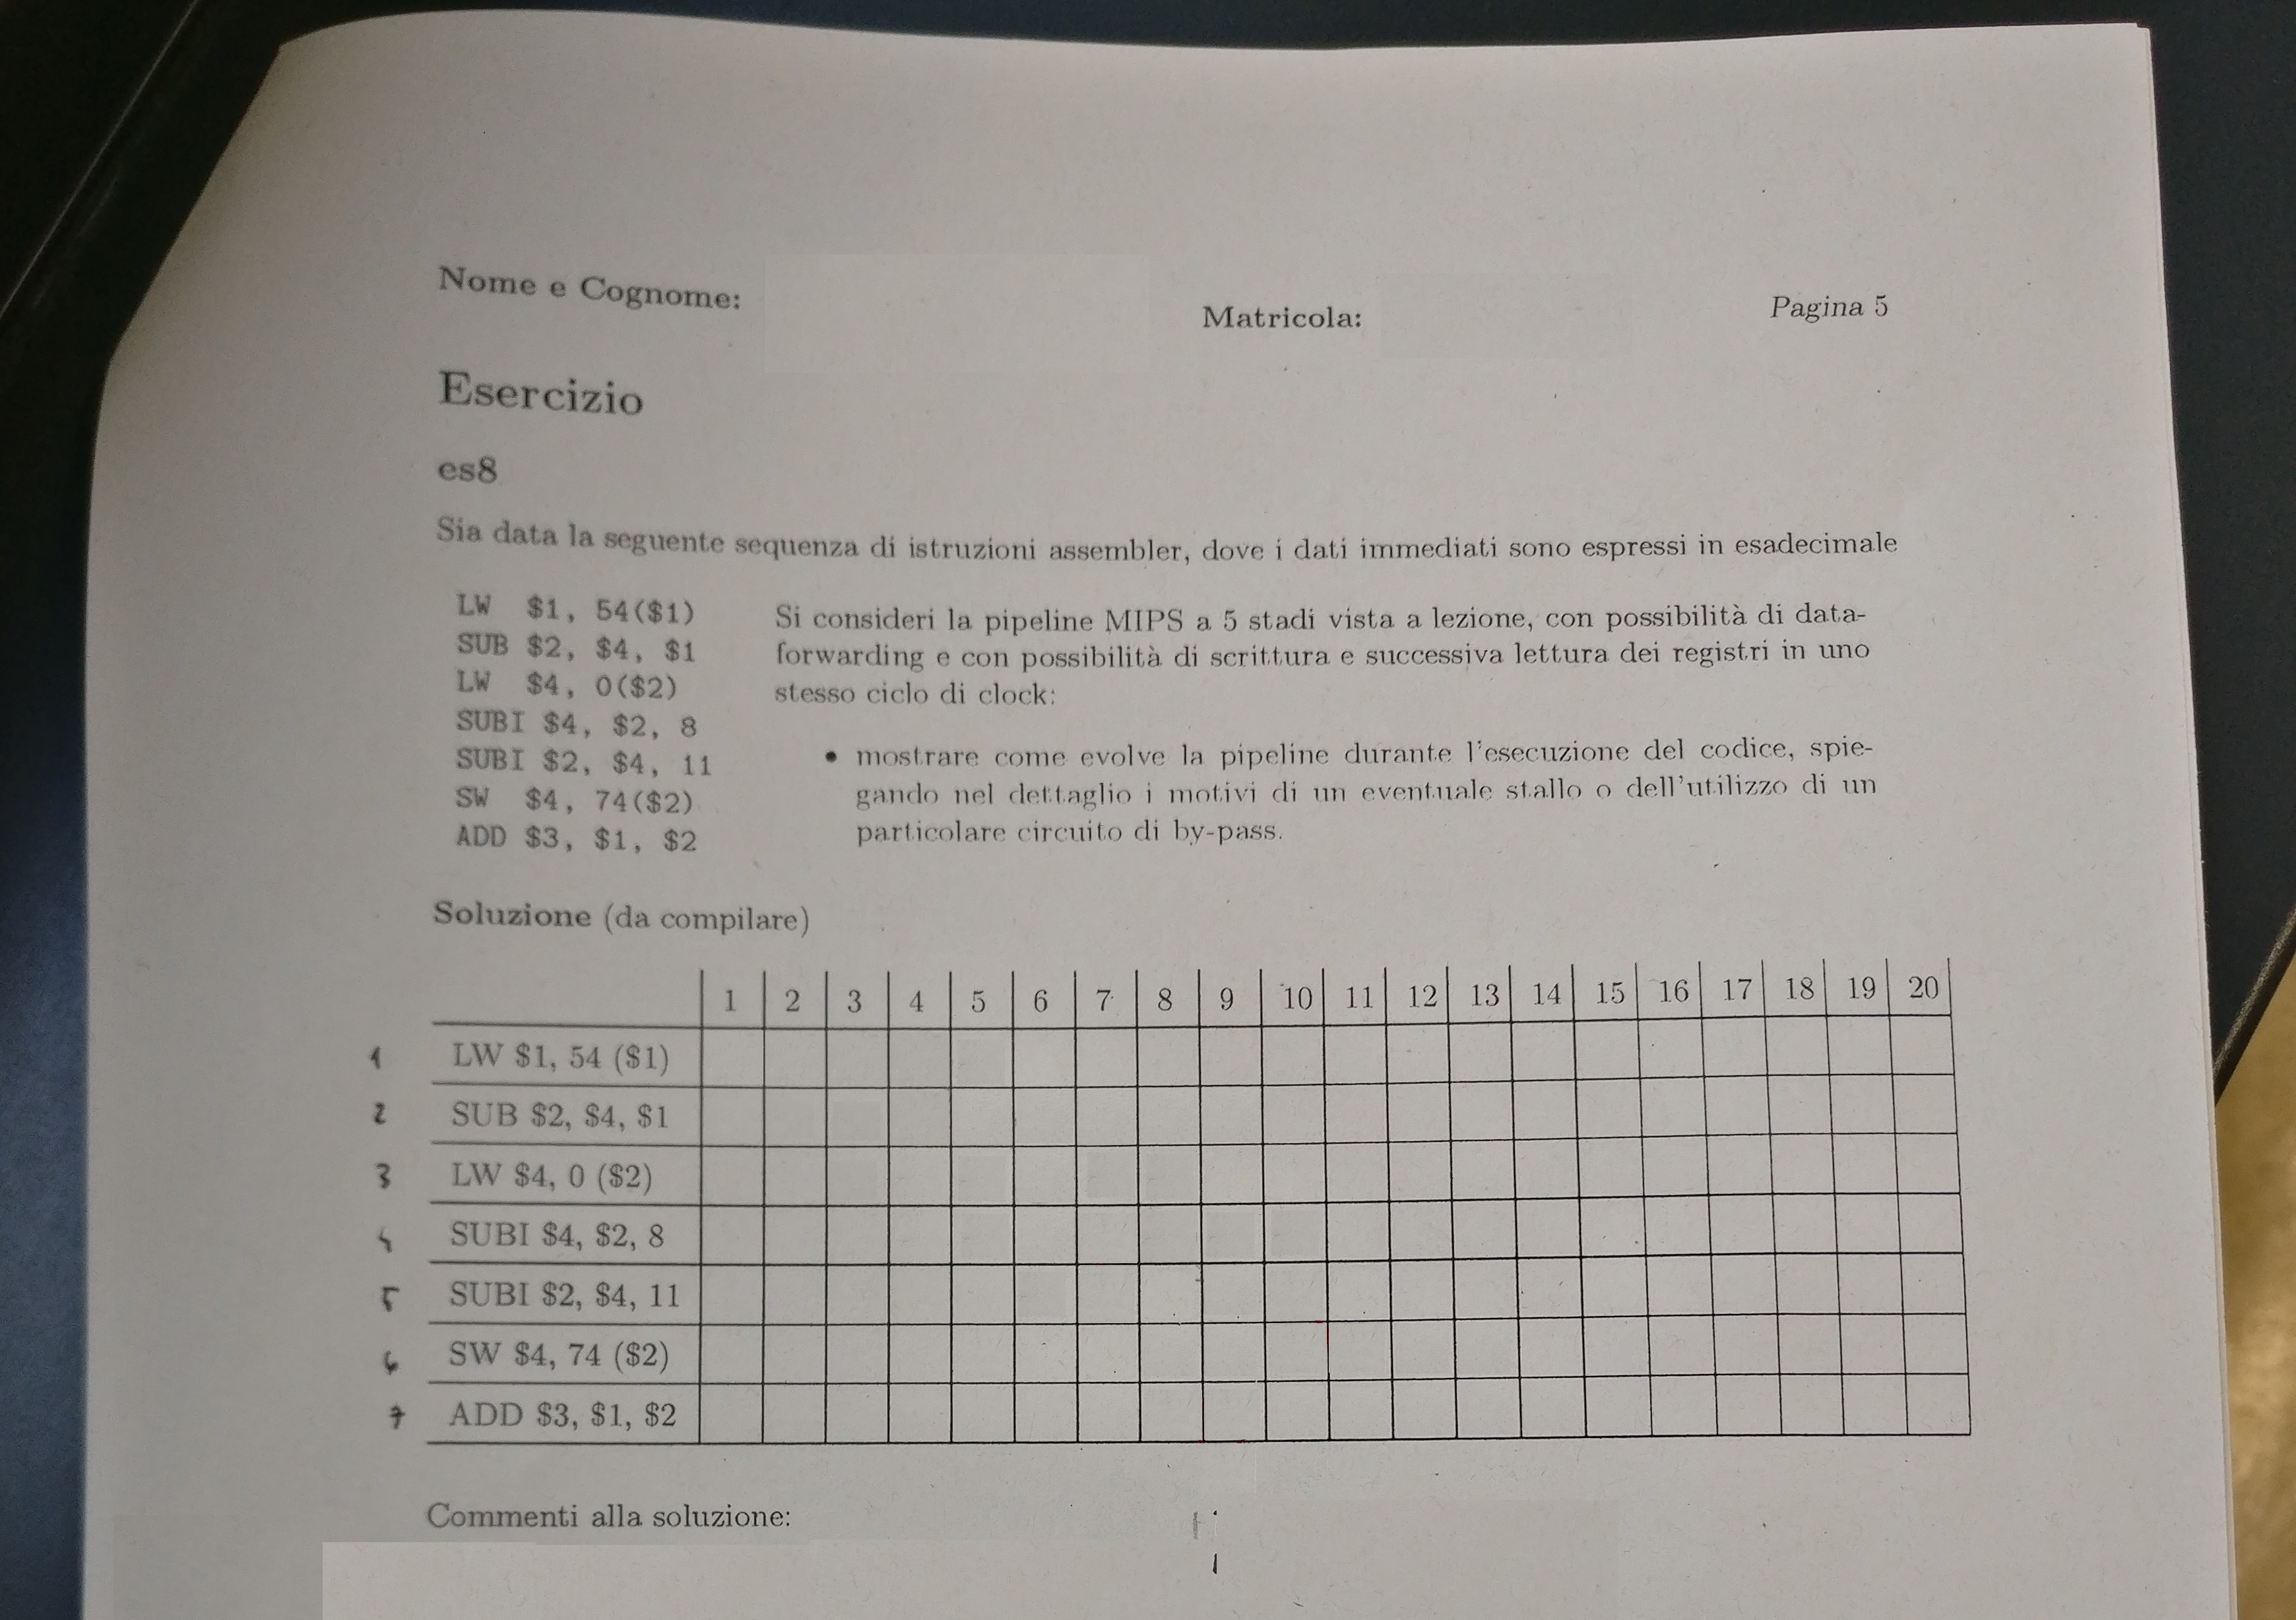 Nome e Cognome:
Matricola:
Pagina 5
Esercizio
es8
Sia data la seguente sequenza di istruzioni assembler, dove i dati immediati sono espressi in esadecimale
LW $1, 54($1)
SUB $2, $4, $1
LW $4, 0($2)
SUBI $4, $2, 8
SUBI $2, $4, 11
SW $4, 74($2)
ADD $3, $1, $2
Si consideri la pipeline MIPS a 5 stadi vista a lezione, con possibilità di data-
forwarding e con possibilità di scrittura e successiva lettura dei registri in uno
stesso ciclo di clock:
• mostrare come evolve la pipeline durante l'esecuzione del codice, spie-
gando nel dettaglio i motivi di un eventuale stallo o dell'utilizzo di un
particolare circuito di by-pass.
Soluzione (da compilare)
1 2 3 4 5 6 7 8 9 10 11 12 13 14 15 16 17 18 19 20
1 LW $1, 54 ($1)
2 SUB $2, $4, $1
3 LW $4, 0 ($2)
4 SUBI $4, $2, 8
5 SUBI $2, $4, 11
6 SW $4, 74 ($2)
7 ADD $3, $1, $2
Commenti alla soluzione: